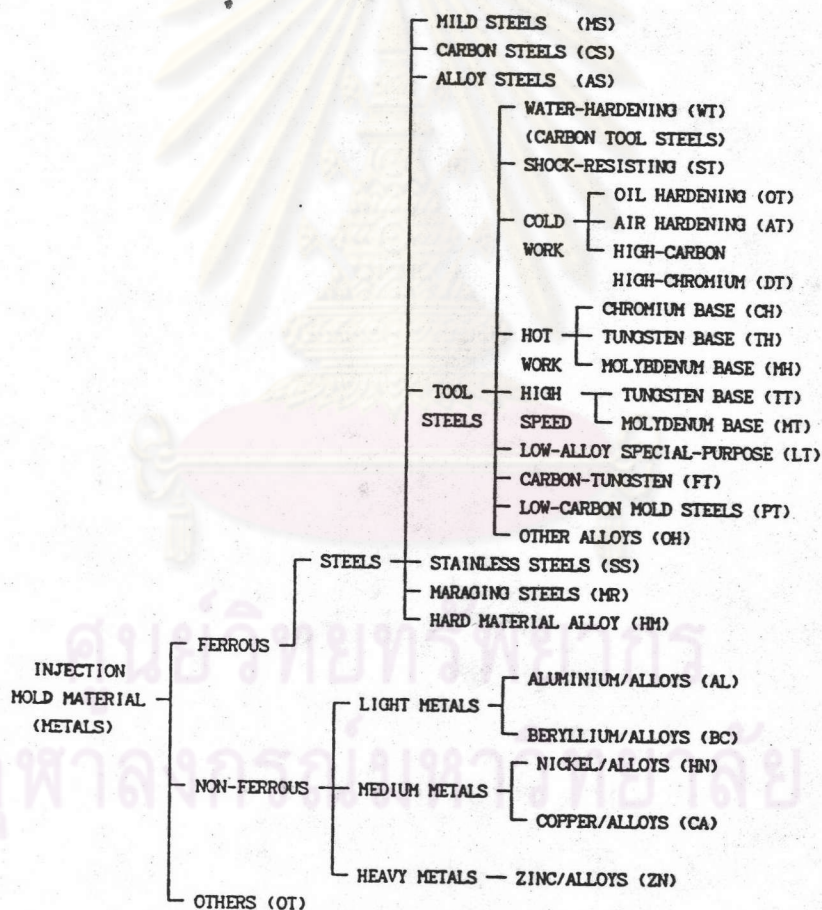 MILD STEELS (MS)
CARBON STEELS (CS)
ALLOY STEELS (AS)
WATER-HARDENING (WT)
(CARBON TOOL STEELS)
SHOCK-RESISTING (ST)
OIL HARDENING (OT)
COLD AIR HARDENING (AT)
WORK HIGH-CARBON
HIGH-CHROMIUM (DT)
CHROMIUM BASE (CH)
HOT TUNGSTEN BASE (TH)
WORK MOLYBDENUM BASE (MH)
TOOL HIGH TUNGSTEN BASE (TT)
STEELS SPEED MOLYDENUM BASE (MT)
LOW-ALLOY SPECIAL-PURPOSE (LT)
CARBON-TUNGSTEN (FT)
LOW-CARBON MOLD STEELS (PT)
OTHER ALLOYS (OH)
STEELS STAINLESS STEELS (SS)
MARAGING STEELS (MR)
HARD MATERIAL ALLOY (HM)
ศูนย์วิทยทรัพยากร
FERROUS
INJECTION
MOLD MATERIAL
(METALS)
ALUMINIUM/ALLOYS (AL)
LIGHT METALS
BERYLLIUM/ALLOYS (BC)
จุฬาลงกรณ์มหาวิทยาลัย
NICKEL/ALLOYS (HN)
NON-FERROUS MEDIUM METALS
COPPER/ALLOYS (CA)
HEAVY METALS ZINC/ALLOYS (ZN)
OTHERS (OT)